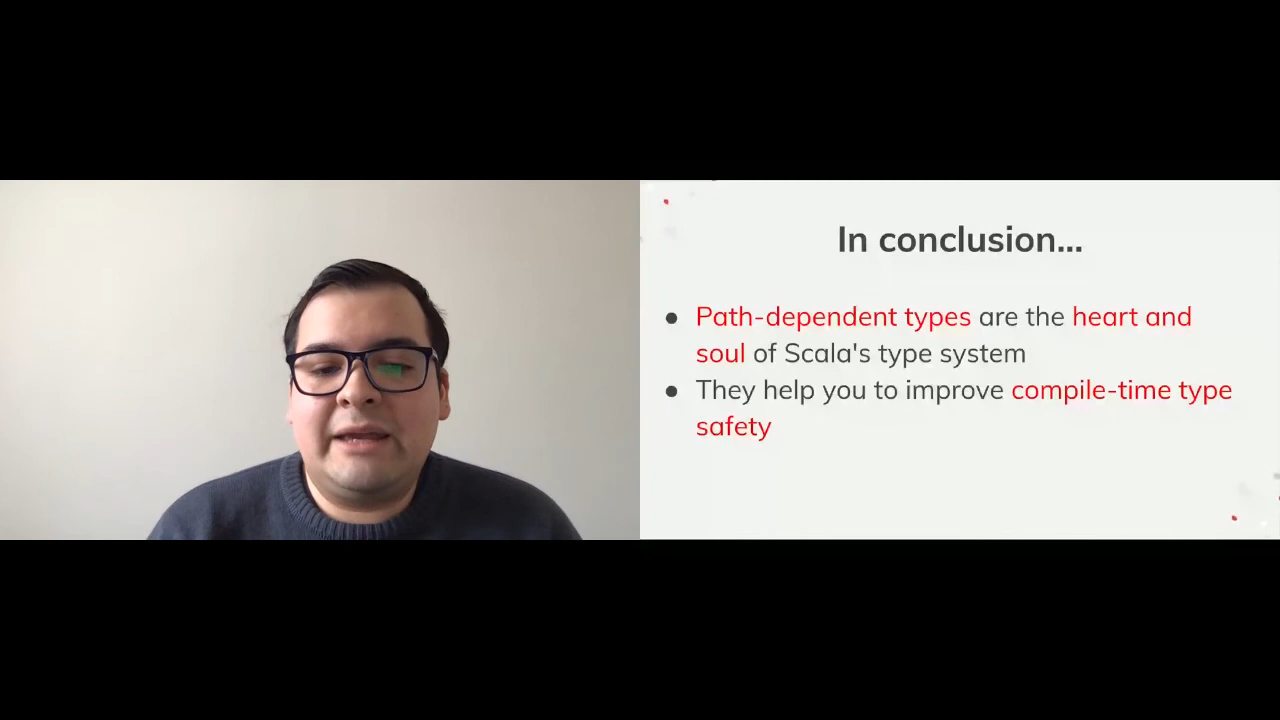 In conclusion...
● Path-dependent types are the heart and
soul of Scala's type system
● They help you to improve compile-time type
safety